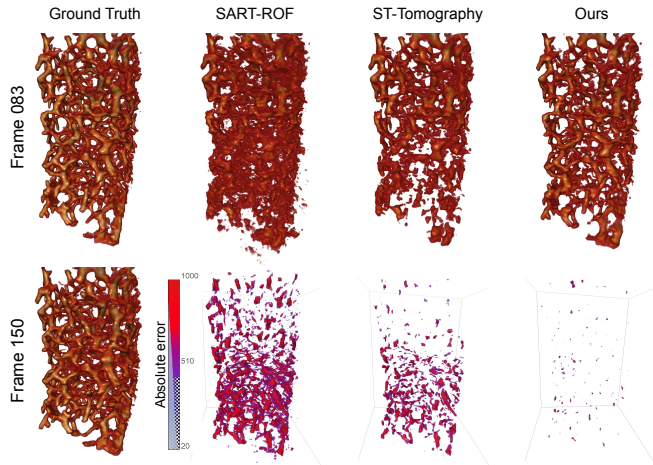 Ground Truth
SART-ROF
ST-Tomography
Ours
Frame 083
Frame 150
Absolute error
1000
510
20